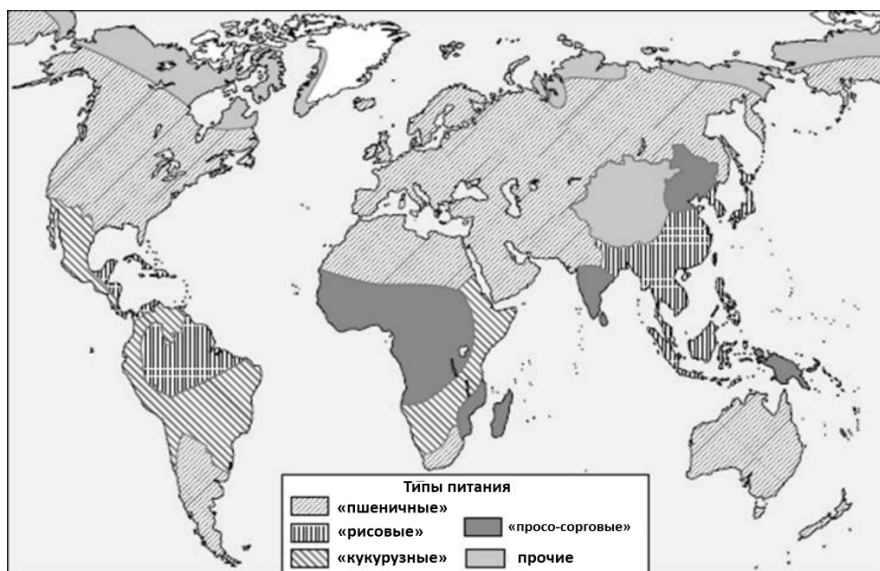 Типы питания
«пшеничные»
«рисовые»
«просо-сорговые»
«кукурузные»
прочие